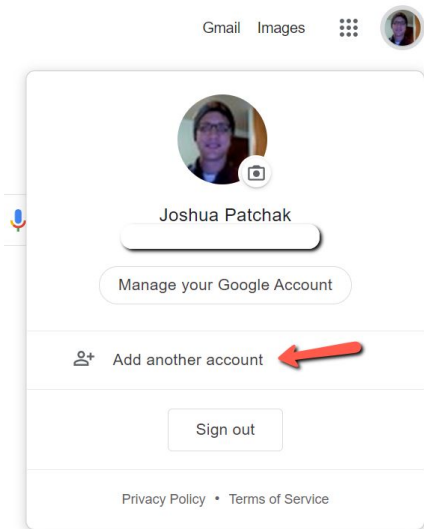 Gmail Images
Joshua Patchak
Manage your Google Account
Add another account
Sign out
Privacy Policy • Terms of Service